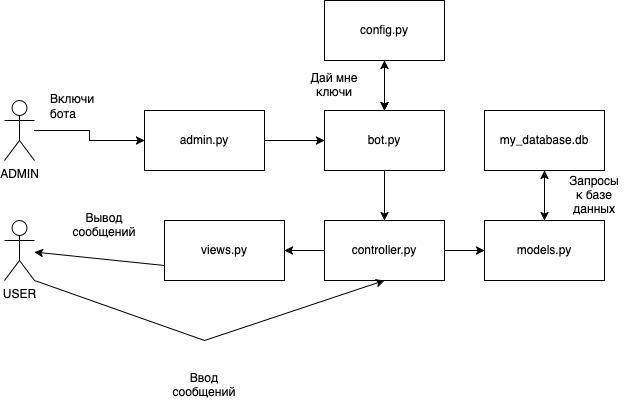 config.py
Дай мне
ключи
Включи
бота
ADMIN
admin.py
bot.py
my_database.db
Запросы
к базе
данных
Вывод
сообщений
USER
views.py
controller.py
models.py
Ввод
сообщений